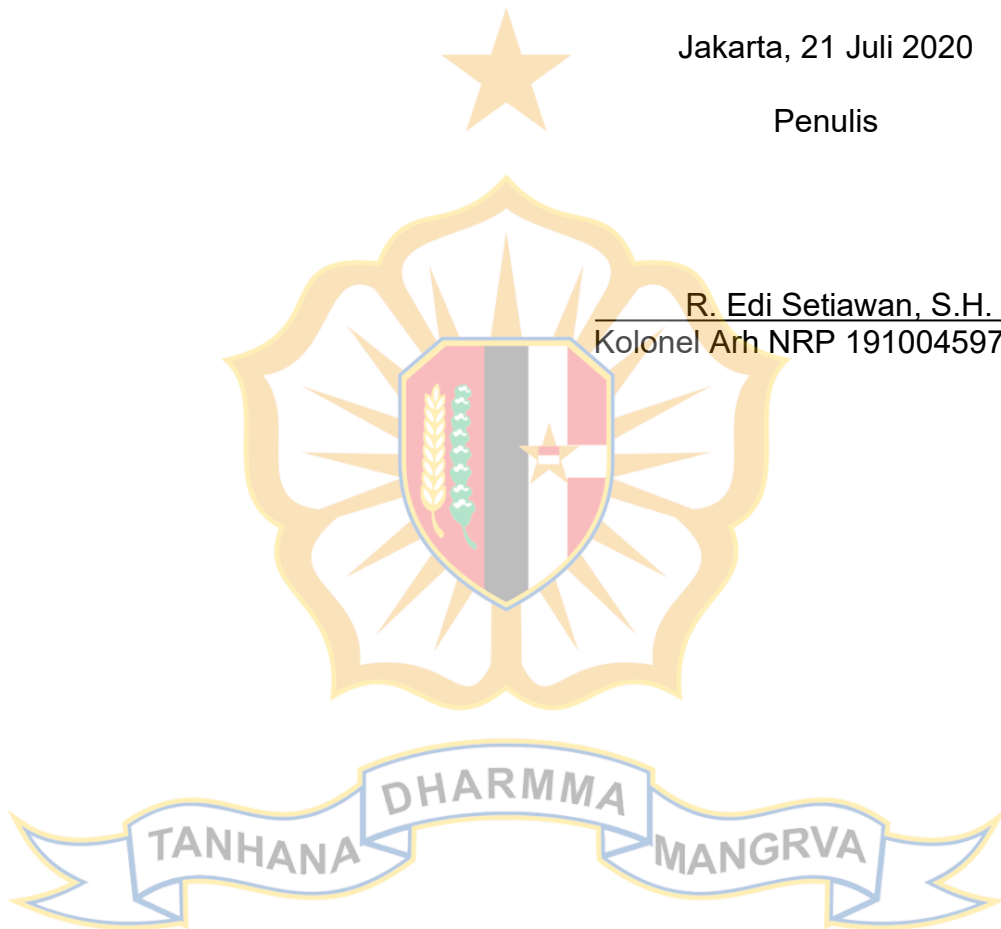 Jakarta, 21 Juli 2020
Penulis
R. Edi Setiawan, S.H.
Kolonel Arh NRP 191004597
TANHANA DHARMMA MANGRVA